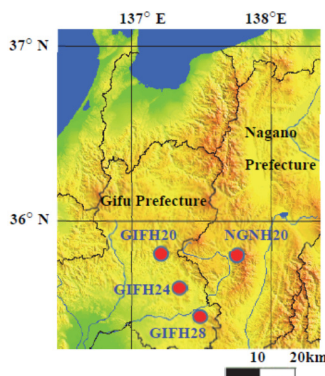 137° E 138° E
37° N
Nagano
Prefecture
Gifu Prefecture
36° N
GIFH20 NGNH20
GIFH24
GIFH28
10 20km